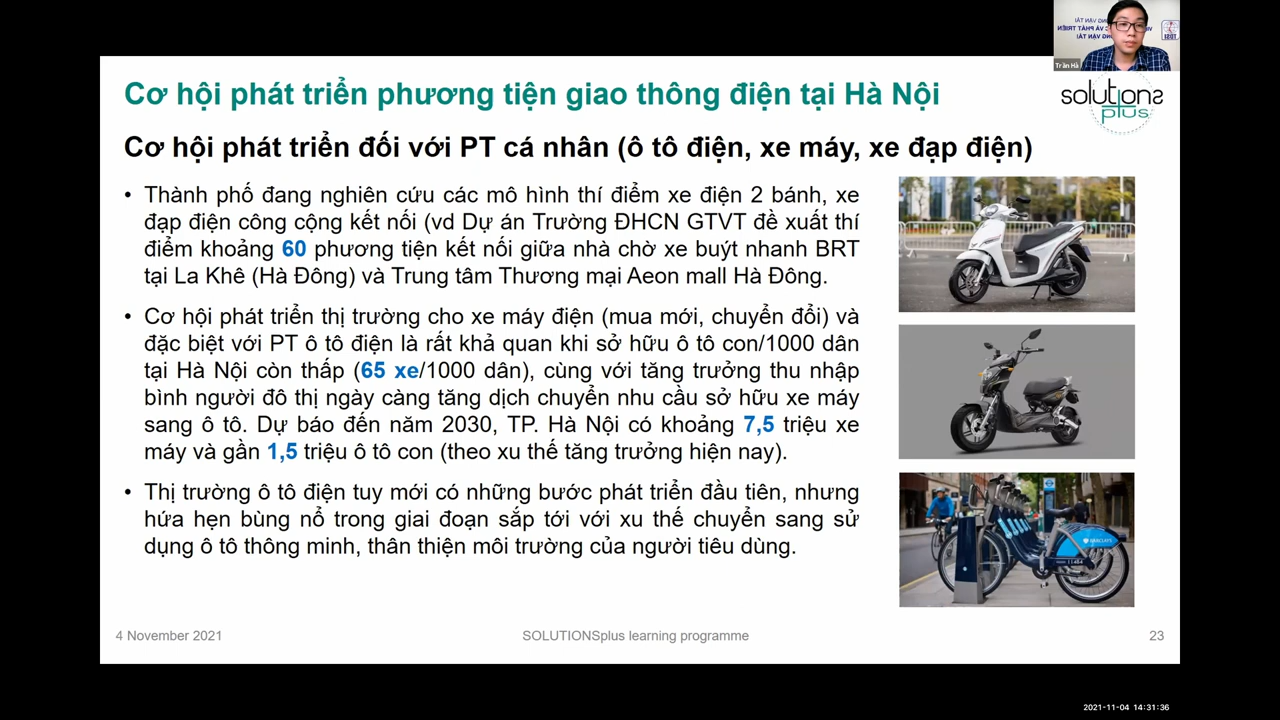 Cơ hội phát triển phương tiện giao thông điện tại Hà Nội
solutions
plus
Trần Hà
Cơ hội phát triển đối với PT cá nhân (ô tô điện, xe máy, xe đạp điện)
• Thành phố đang nghiên cứu các mô hình thí điểm xe điện 2 bánh, xe
đạp điện công cộng kết nối (vd Dự án Trường ĐHCN GTVT đề xuất thí
điểm khoảng 60 phương tiện kết nối giữa nhà chờ xe buýt nhanh BRT
tại La Khê (Hà Đông) và Trung tâm Thương mại Aeon mall Hà Đông.
• Cơ hội phát triển thị trường cho xe máy điện (mua mới, chuyển đổi) và
đặc biệt với PT ô tô điện là rất khả quan khi sở hữu ô tô con/1000 dân
tại Hà Nội còn thấp (65 xe/1000 dân), cùng với tăng trưởng thu nhập
bình người đô thị ngày càng tăng dịch chuyển nhu cầu sở hữu xe máy
sang ô tô. Dự báo đến năm 2030, TP. Hà Nội có khoảng 7,5 triệu xe
máy và gần 1,5 triệu ô tô con (theo xu thế tăng trưởng hiện nay).
• Thị trường ô tô điện tuy mới có những bước phát triển đầu tiên, nhưng
hứa hẹn bùng nổ trong giai đoạn sắp tới với xu thế chuyển sang sử
dụng ô tô thông minh, thân thiện môi trường của người tiêu dùng.
BARCLAYS
4 November 2021
SOLUTIONSplus learning programme
23
2021-11-04 14:31:36